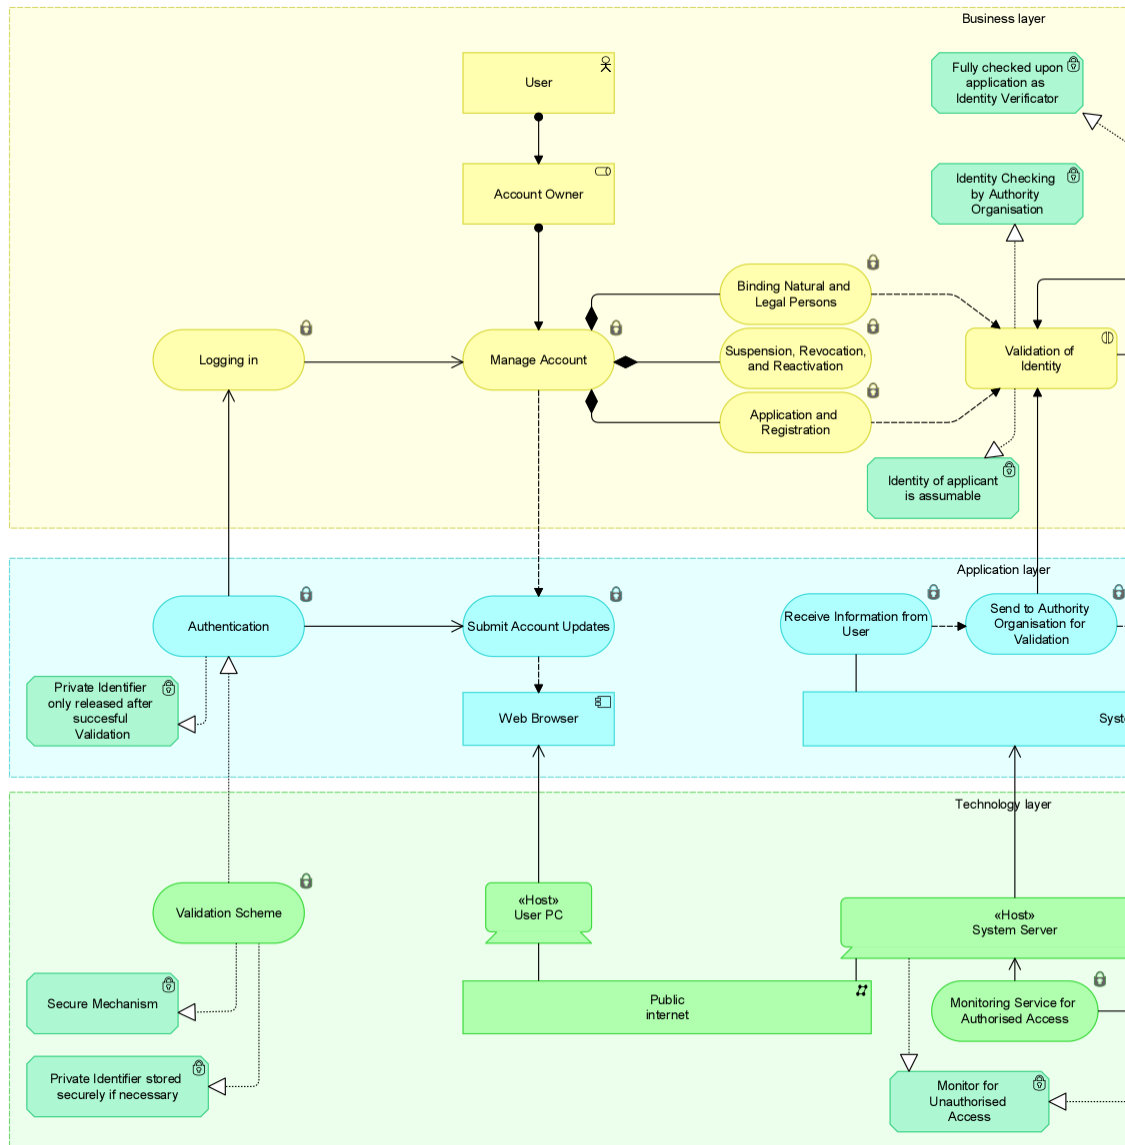 Business layer
User
Fully checked upon
application as
Identity Verificator
Account Owner
Identity Checking
by Authority
Organisation
Binding Natural and
Legal Persons
Logging in
Manage Account
Suspension, Revocation,
and Reactivation
Validation of
Identity
Application and
Registration
Identity of applicant
is assumable
Application layer
Authentication
Submit Account Updates
Receive Information from
User
Send to Authority
Organisation for
Validation
Private Identifier
only released after
succesful
Validation
Web Browser
Syst
Technology layer
Validation Scheme
«Host»
User PC
«Host»
System Server
Secure Mechanism
Public
internet
Monitoring Service for
Authorised Access
Private Identifier stored
securely if necessary
Monitor for
Unauthorised
Access